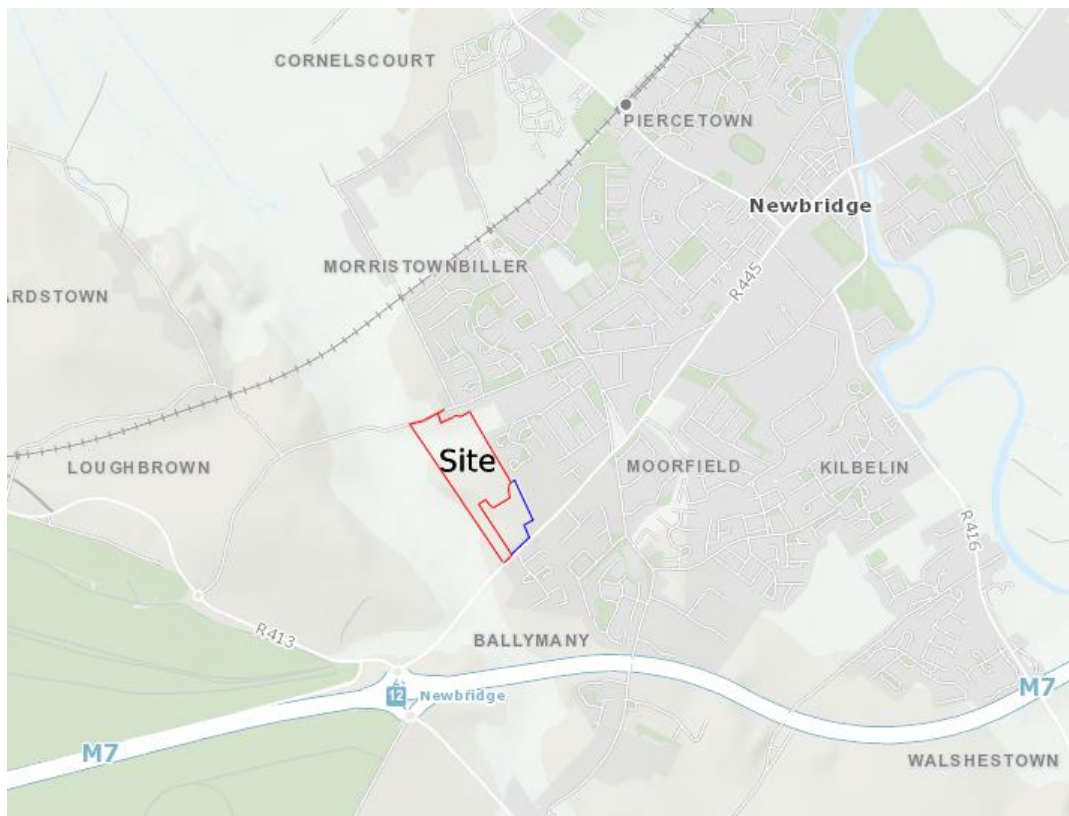 CORNELSCOURT
PIERCETOWN
Newbridge
MORRISTOWNBILLER
R445
ARDSTOWN
Site
LOUGHBROWN
MOORFIELD
KILBELIN
R416
R413
BALLYMANY
12 Newbridge
M7
M7
WALSHESTOWN